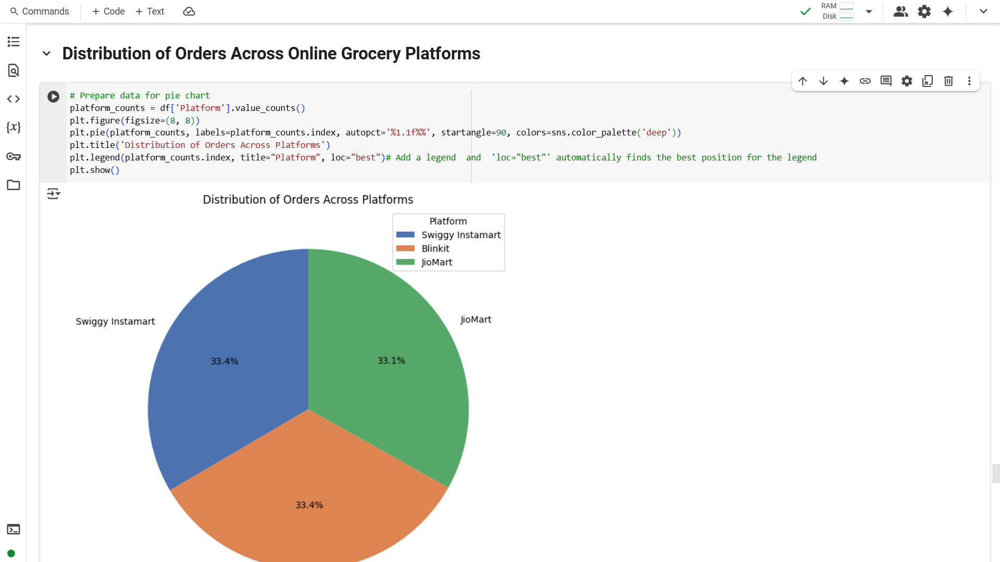 Commands
+ Code
+ Text
RAM
Disk
Distribution of Orders Across Online Grocery Platforms
# Prepare data for pie chart
platform_counts = df['Platform'].value_counts()
plt.figure(figsize=(8, 8))
plt.pie(platform_counts, labels=platform_counts.index, autopct='%1.1f%%', startangle=90, colors=sns.color_palette('deep'))
plt.title('Distribution of Orders Across Platforms')
plt.legend(platform_counts.index, title="Platform", loc="best")# Add a legend  and  'loc="best"' automatically finds the best position for the legend
plt.show()
Distribution of Orders Across Platforms
Platform
Swiggy Instamart
Blinkit
JioMart
Swiggy Instamart
JioMart
33.4%
33.1%
33.4%